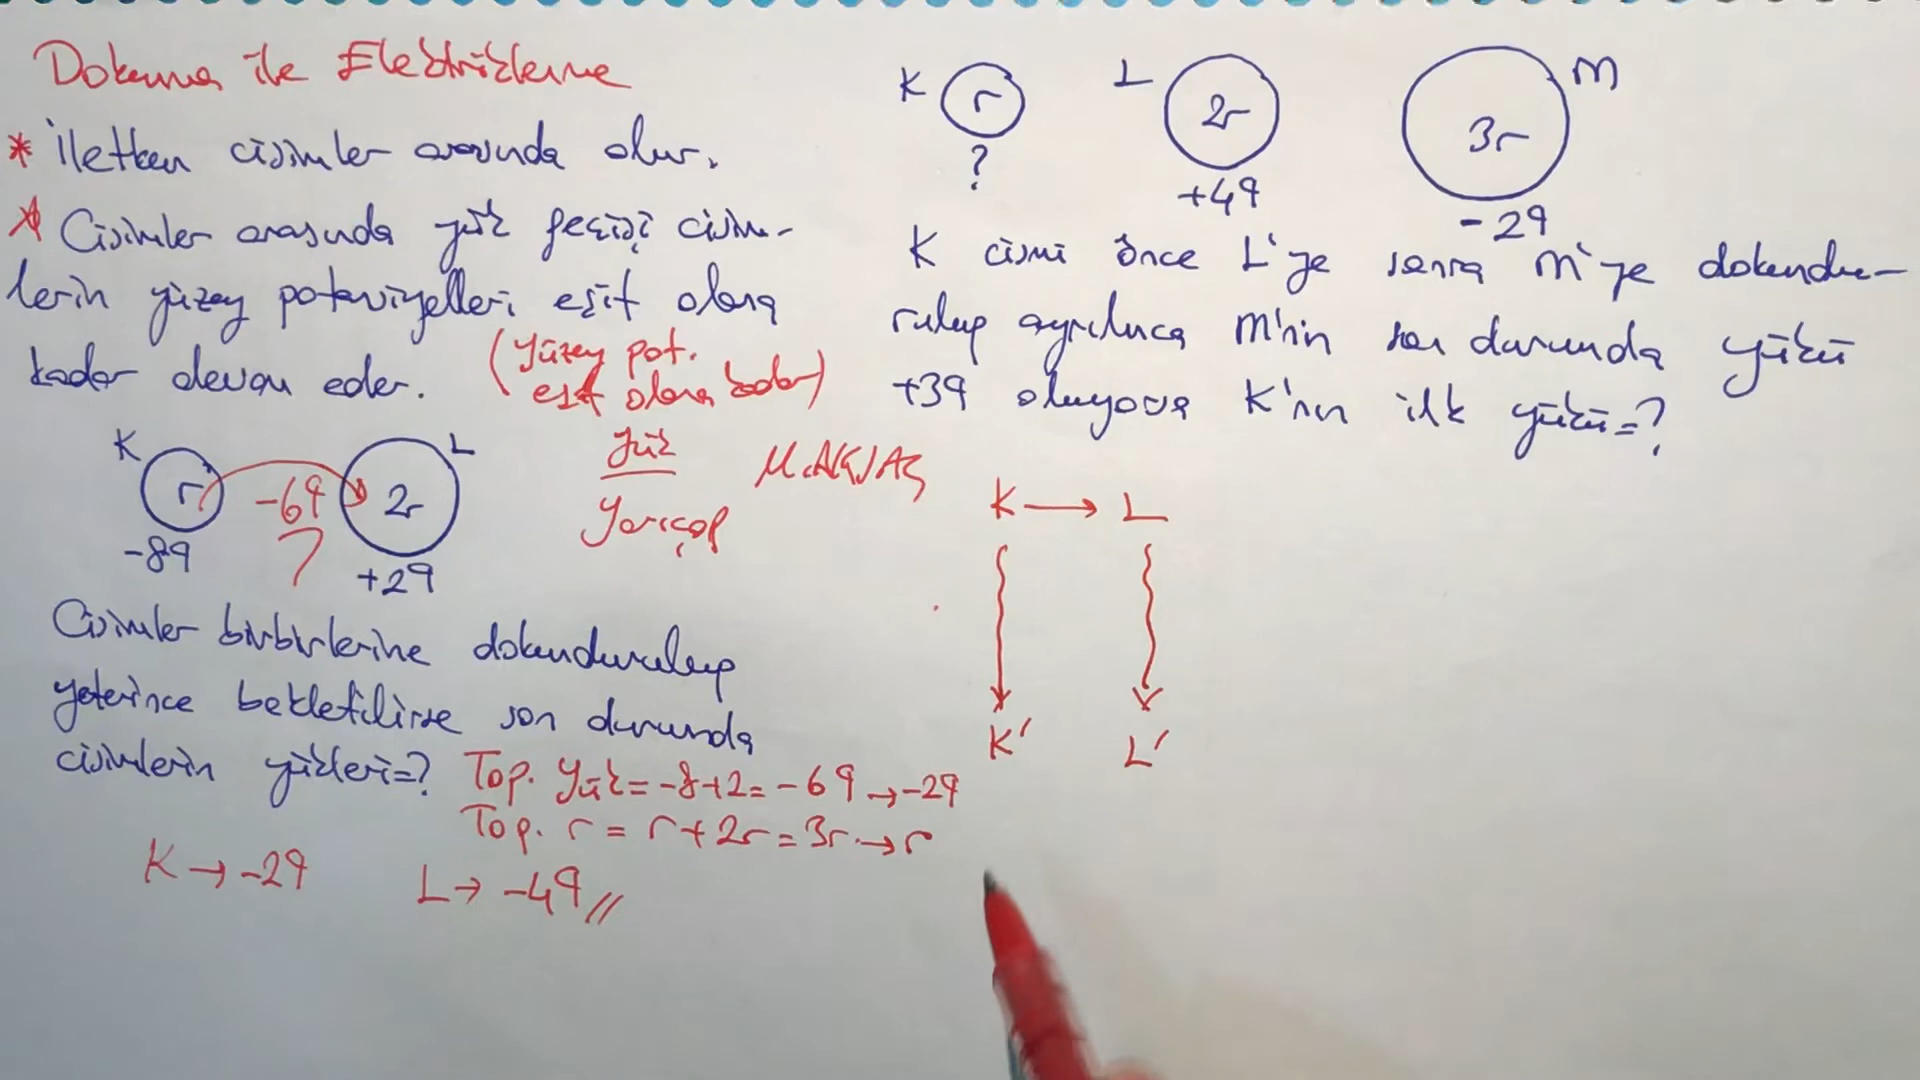 Dokunma ile Elektriklenme
* İletken cisimler arasında olur.
* Cisimler arasında yük geçişi cisim-
lerin yüzey potansiyelleri eşit olana
kadar devam eder.
(Yüzey pot.
eşit olana kadar)
K
L
r
-6q
2r
-8q
?
+2q
Yük
Yarıçap
M.AKJAŞ
Cisimler birbirlerine dokundurulup
yeterince bekletilirse son durumda
cisimlerin yükleri=?
Top. Yük = -8+2 = -6q → -2q
Top. r = r + 2r = 3r → r
K → -2q
L → -4q //
K
r
?
L
2r
+4q
M
3r
-2q
K cismi önce L'ye sonra M'ye dokundu-
rulup ayrılınca M'nin son durumda yükü
+3q oluyorsa K'nın ilk yükü=?
K → L
K' L'